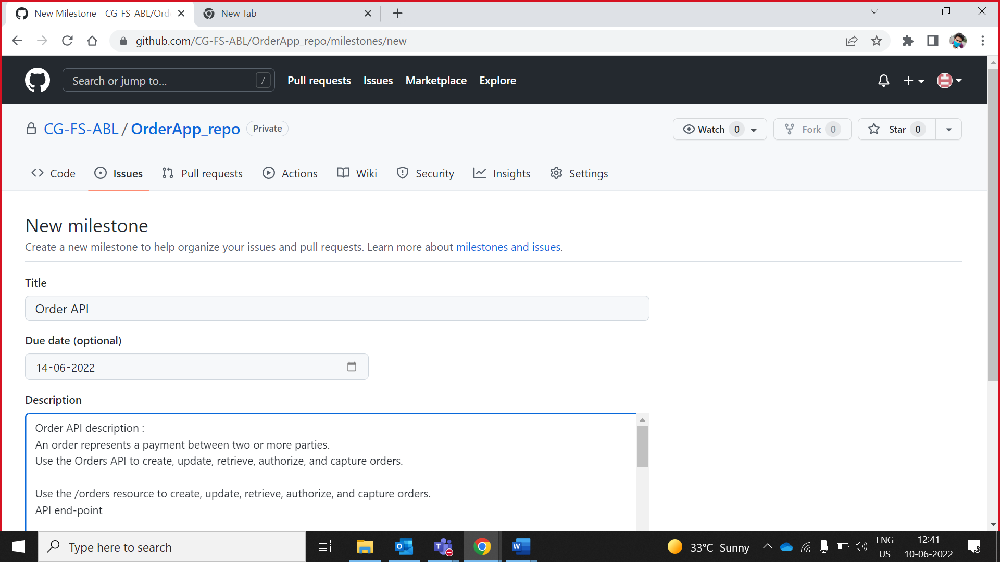 New Milestone - CG-FS-ABL/Ord
New Tab
github.com/CG-FS-ABL/OrderApp_repo/milestones/new
Search or jump to... /
Pull requests Issues Marketplace Explore
CG-FS-ABL / OrderApp_repo Private
Watch 0 Fork 0 Star 0
Code Issues Pull requests Actions Wiki Security Insights Settings
New milestone
Create a new milestone to help organize your issues and pull requests. Learn more about milestones and issues.
Title
Order API
Due date (optional)
14-06-2022
Description
Order API description :
An order represents a payment between two or more parties.
Use the Orders API to create, update, retrieve, authorize, and capture orders.
Use the /orders resource to create, update, retrieve, authorize, and capture orders.
API end-point
Type here to search
33°C Sunny
ENG
US
12:41
10-06-2022